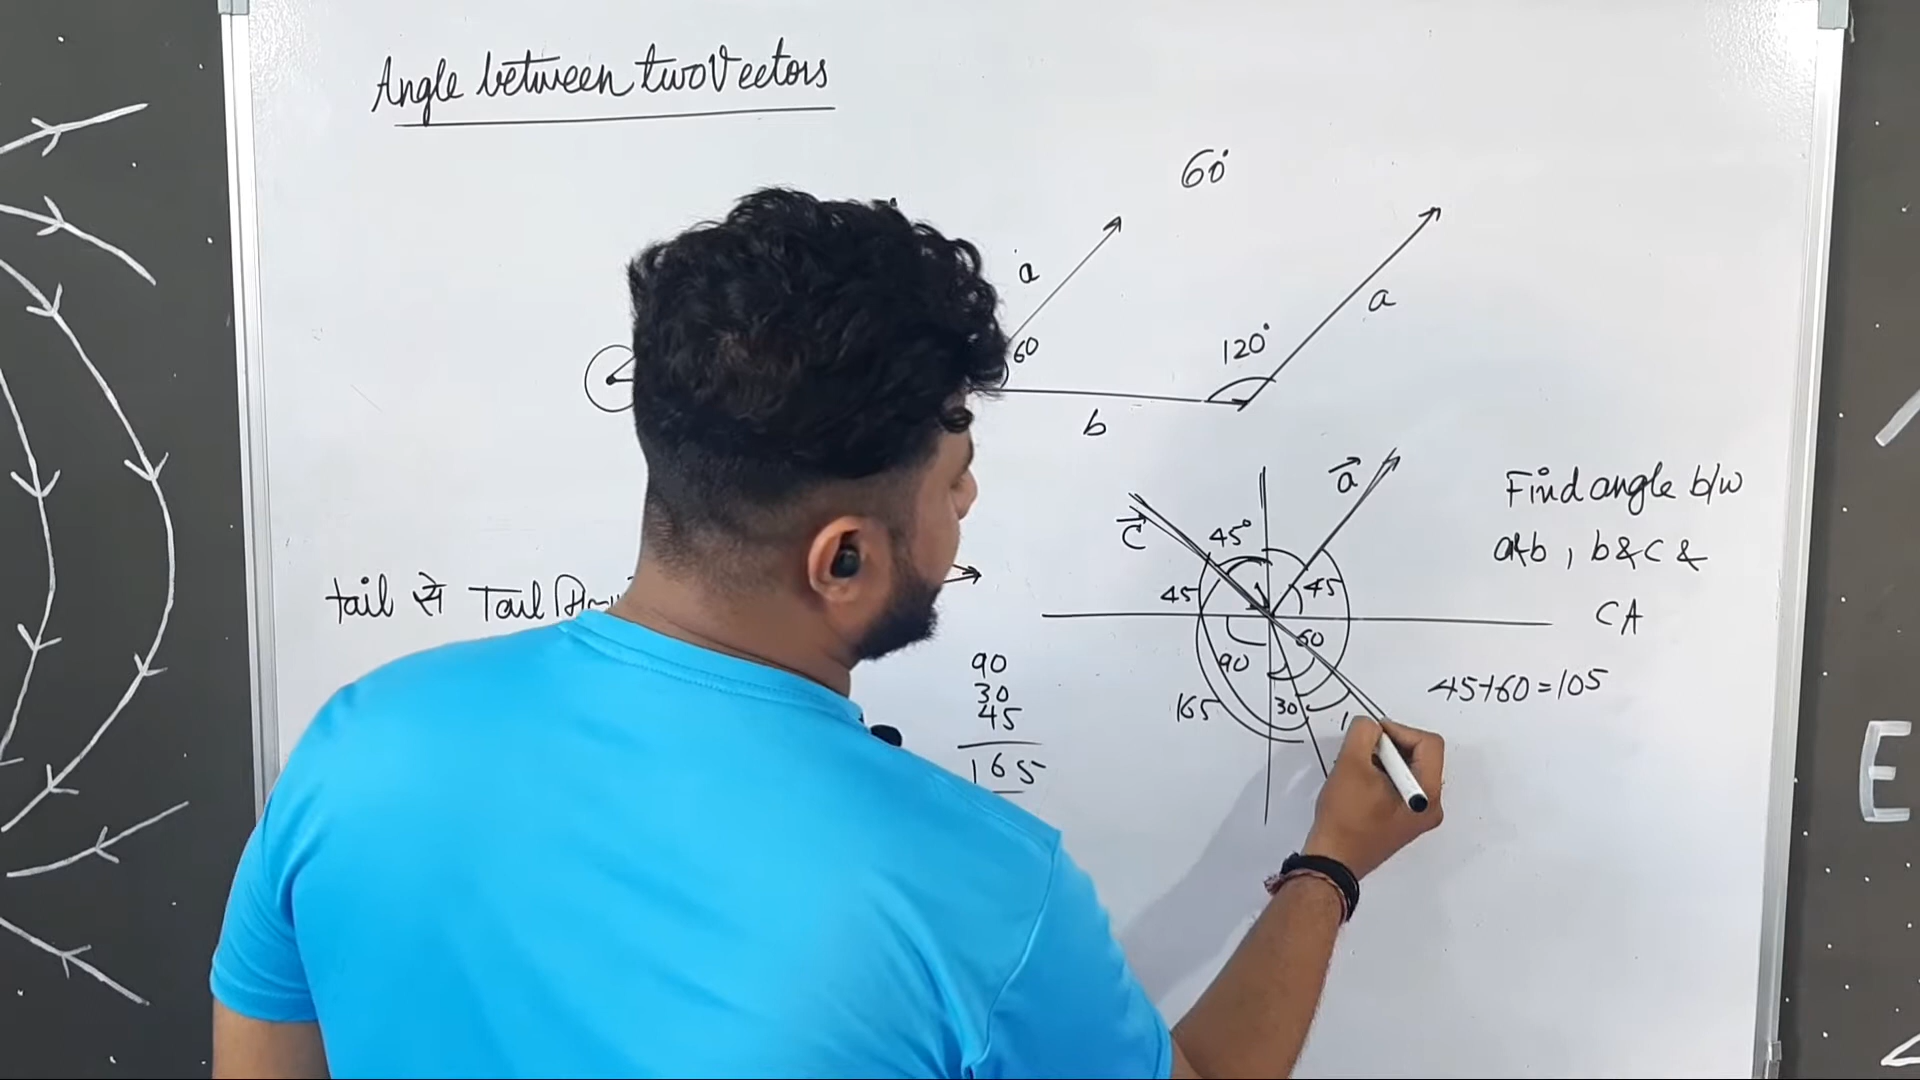 Angle between two Vectors
60°
a
60
120°
a
b
a
Find angle b/w
a&b, b&c &
CA
c
45°
45
45
60
90
165
30
45+60=105
tail से Tail
90
30
45
165
E